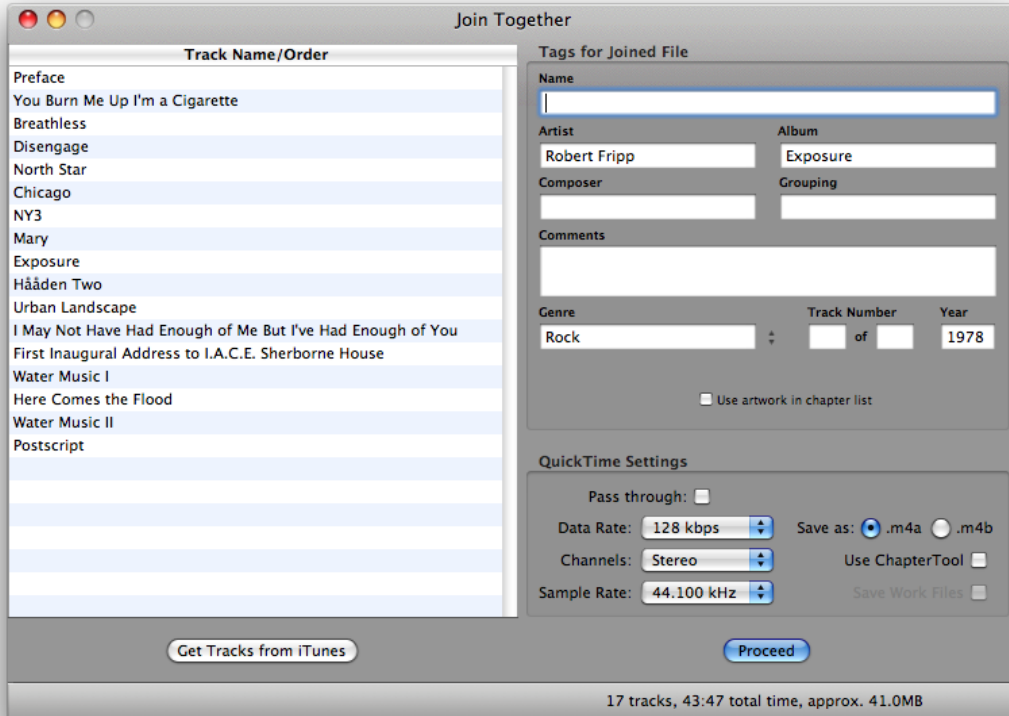 Join Together
Track Name/Order
Preface
You Burn Me Up I'm a Cigarette
Breathless
Disengage
North Star
Chicago
NY3
Mary
Exposure
Hååden Two
Urban Landscape
I May Not Have Had Enough of Me But I've Had Enough of You
First Inaugural Address to I.A.C.E. Sherborne House
Water Music I
Here Comes the Flood
Water Music II
Postscript
Get Tracks from iTunes
Tags for Joined File
Name
Artist Album
Robert Fripp Exposure
Composer Grouping
Comments
Genre Track Number Year
Rock of 1978
Use artwork in chapter list
QuickTime Settings
Pass through:
Data Rate: 128 kbps Save as: .m4a .m4b
Channels: Stereo Use ChapterTool
Sample Rate: 44.100 kHz Save Work Files
Proceed
17 tracks, 43:47 total time, approx. 41.0MB